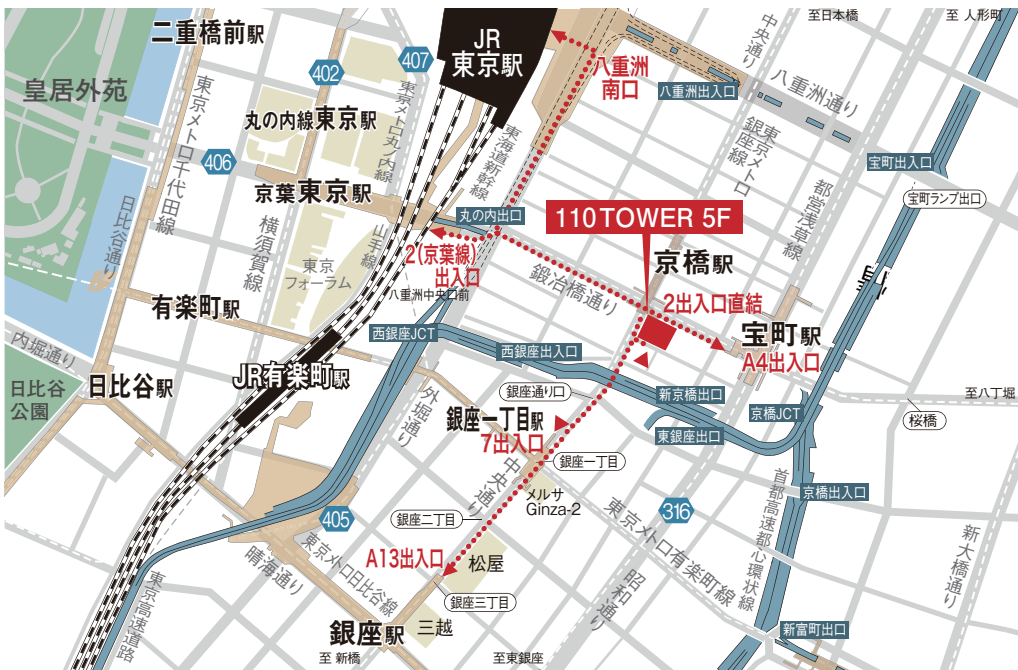 二重橋前駅
407
JR
東京駅
中央通り
至日本橋
至 人形町
皇居外苑
402
八重洲
南口
八重洲出入口
八重洲通り
丸の内線東京駅
東京メトロ丸ノ内線
東海道新幹線
東京メトロ
銀座線
406
東京メトロ千代田線
宝町出入口
京葉東京駅
宝町ランプ出口
都営浅草線
日比谷通り
横須賀線
山手線
丸の内出口
110TOWER 5F
2(京葉線)
出入口
東京
フォーラム
京橋駅
鍛冶橋通り
八重洲中央口前
2出入口直結
有楽町駅
宝町駅
西銀座JCT
西銀座出入口
A4出入口
内堀通り
JR有楽町駅
日比谷駅
日比谷
公園
外堀通り
銀座通り口
新京橋出口
至八丁堀
京橋JCT
桜橋
銀座一丁目駅
7出入口
東銀座出口
中央通り
銀座一丁目
首都高速都心環状線
京橋出入口
メルサ
Ginza-2
405
銀座二丁目
316
東京メトロ有楽町線
新大橋通り
東京メトロ日比谷線
晴海通り
A13出入口
松屋
昭和通り
東京高速道路
銀座三丁目
銀座駅
三越
新富町出口
至 新橋
至東銀座